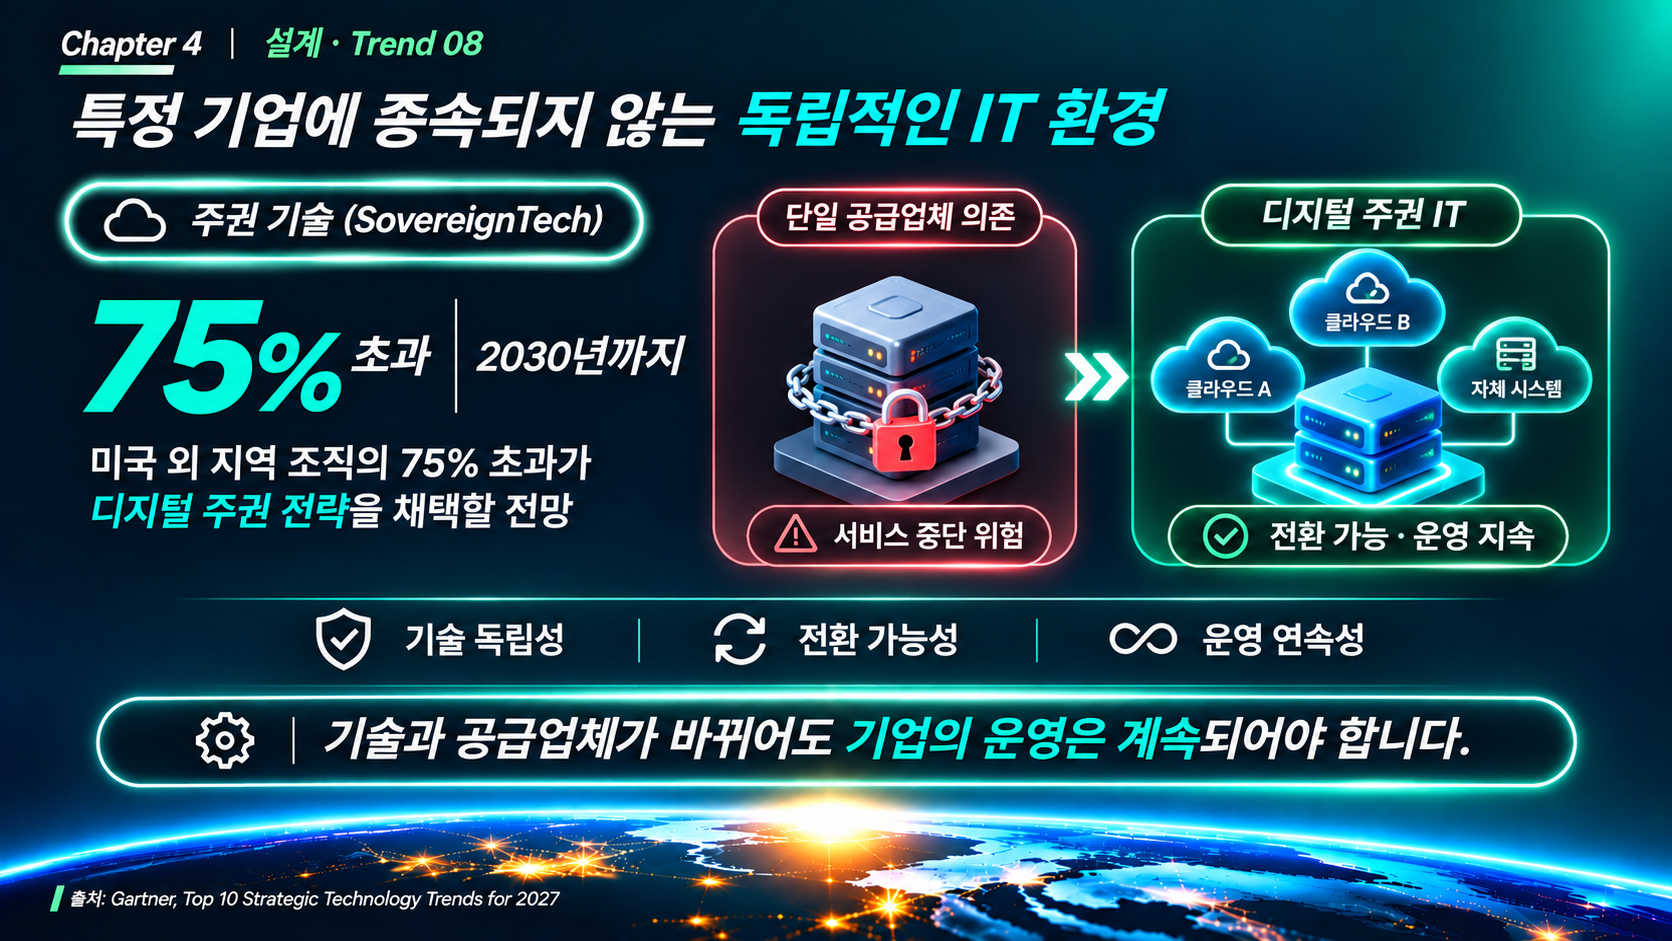 Chapter 4 | 설계 · Trend 08
특정 기업에 종속되지 않는 독립적인 IT 환경
주권 기술 (SovereignTech)
75% 초과 | 2030년까지
미국 외 지역 조직의 75% 초과가
디지털 주권 전략을 채택할 전망
단일 공급업체 의존
서비스 중단 위험
디지털 주권 IT
클라우드 B
클라우드 A
자체 시스템
전환 가능 · 운영 지속
기술 독립성
전환 가능성
운영 연속성
기술과 공급업체가 바뀌어도 기업의 운영은 계속되어야 합니다.
출처: Gartner, Top 10 Strategic Technology Trends for 2027